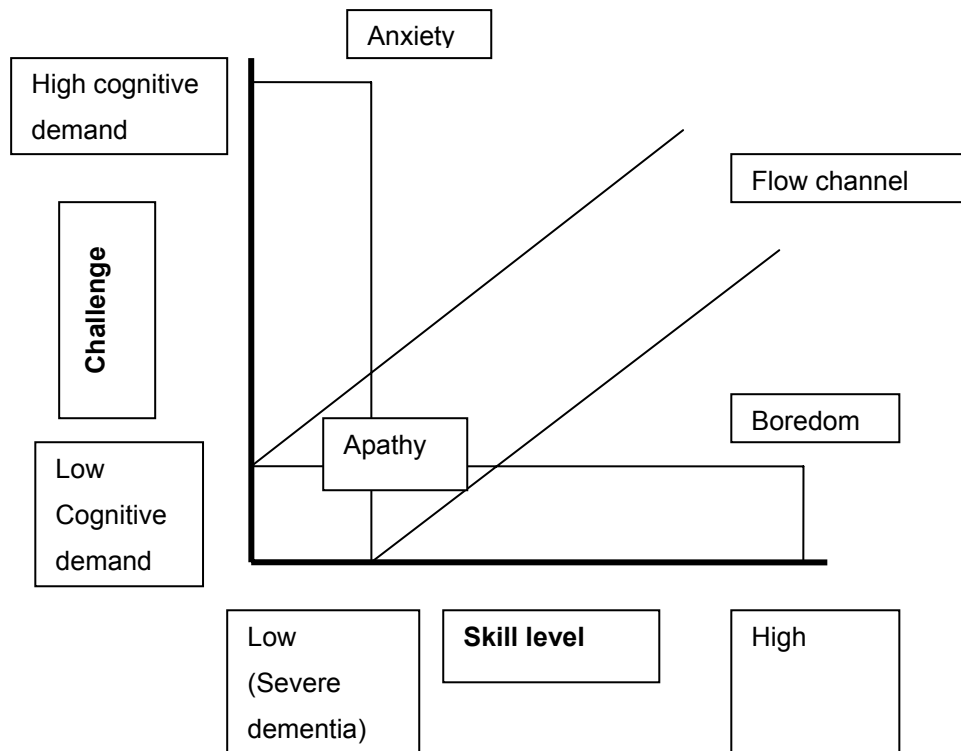 Anxiety
High cognitive
demand
Flow channel
Challenge
Boredom
Apathy
Low
Cognitive
demand
Low
(Severe
dementia)
Skill level
High